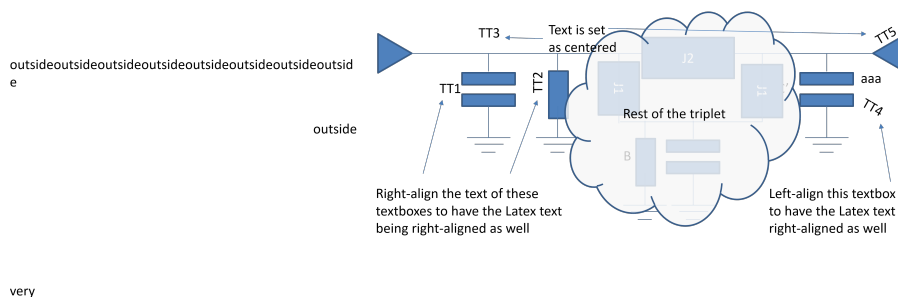 TT3
Text is set
as centered
TT5
outsideoutsideoutsideoutsideoutsideoutsideoutsideoutsid
e
J2
TT1
TT2
J1
J1
aaa
TT4
Rest of the triplet
outside
B
Right-align the text of these
textboxes to have the Latex text
being right-aligned as well
Left-align this textbox
to have the Latex text
right-aligned as well
very